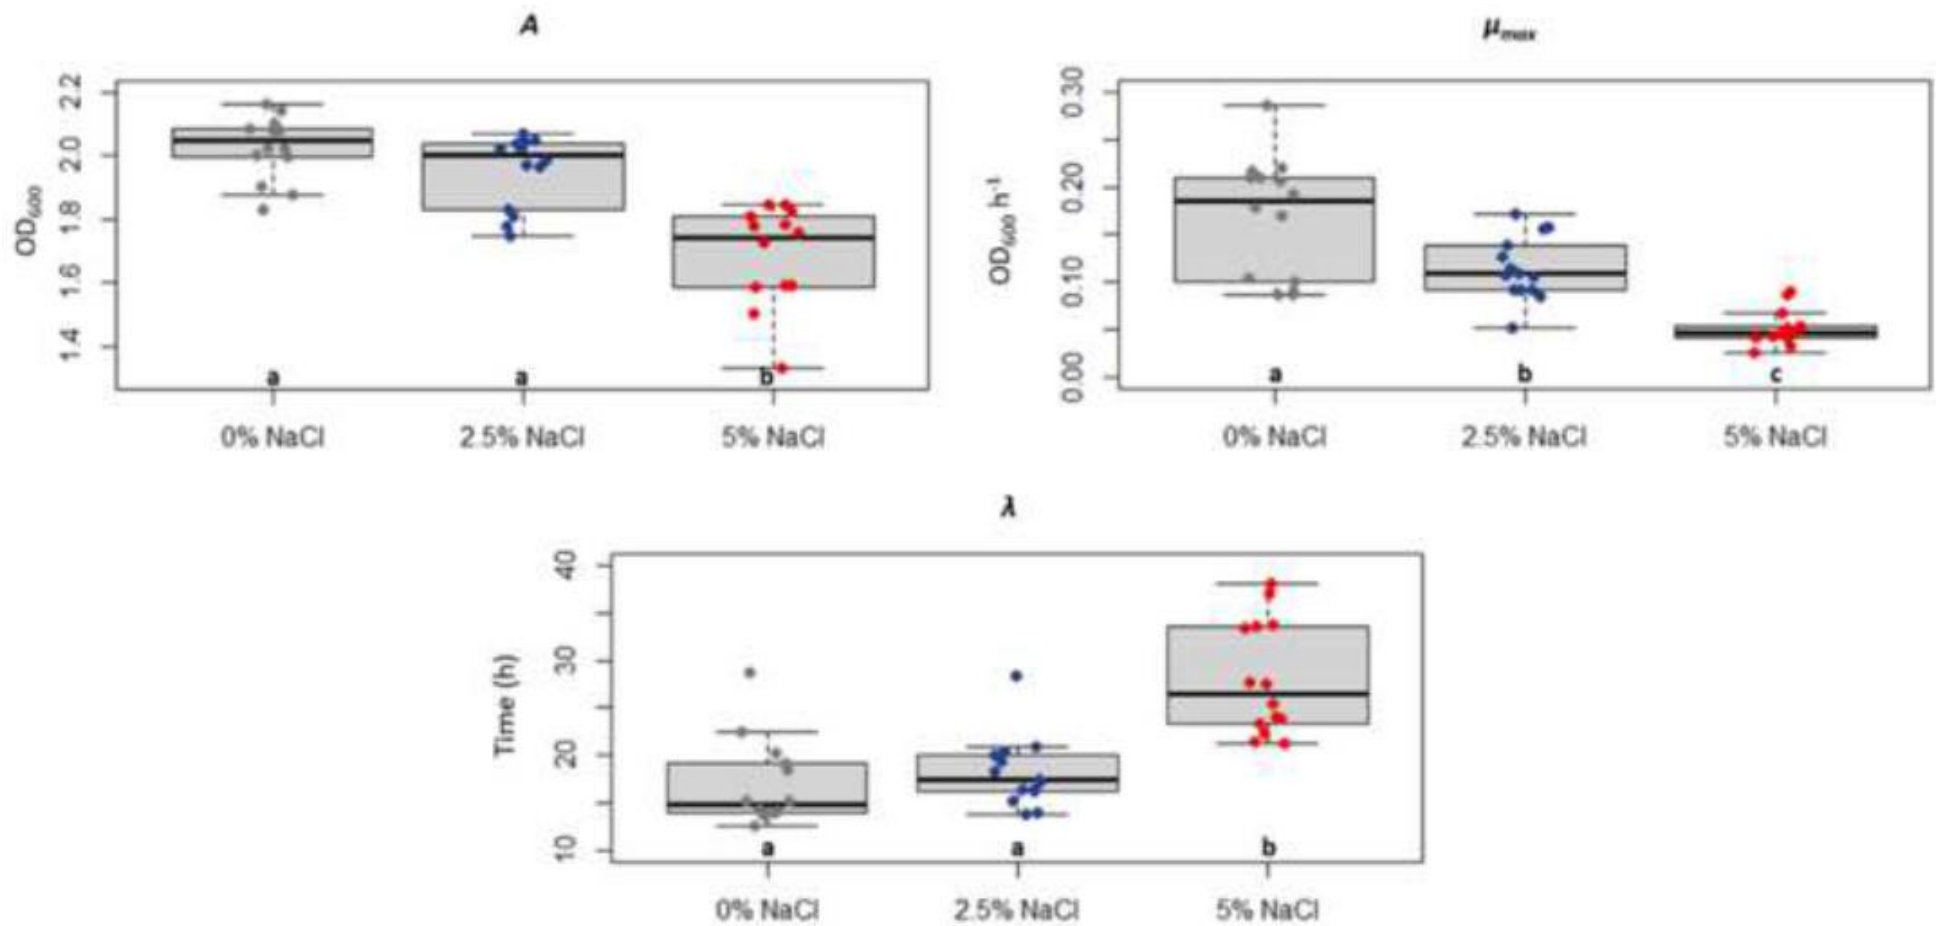 A
OD600
2.2
2.0
1.8
1.6
1.4
a a b
0% NaCl 2.5% NaCl 5% NaCl
μmax
OD600 h-1
0.30
0.20
0.10
0.00
a b c
0% NaCl 2.5% NaCl 5% NaCl
λ
Time (h)
40
30
20
10
a a b
0% NaCl 2.5% NaCl 5% NaCl